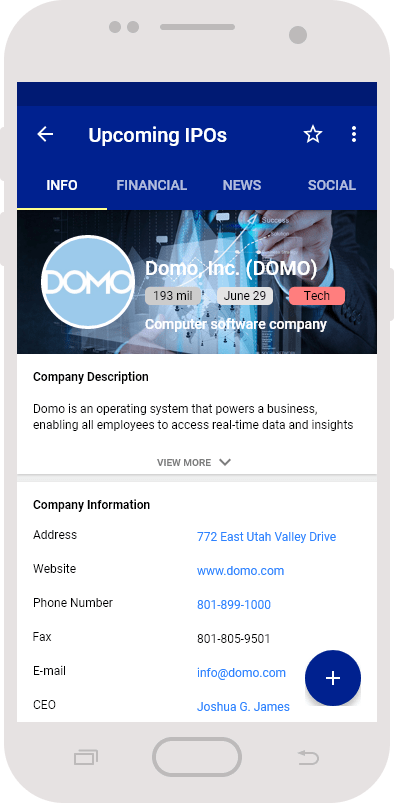 Upcoming IPOs
INFO FINANCIAL NEWS SOCIAL
Success
Solution
DOMO
Domo, Inc. (DOMO)
193 mil June 29 Tech
Computer software company
Company Description
Domo is an operating system that powers a business,
enabling all employees to access real-time data and insights
VIEW MORE
Company Information
Address 772 East Utah Valley Drive
Website www.domo.com
Phone Number 801-899-1000
Fax 801-805-9501
E-mail info@domo.com
CEO Joshua G. James